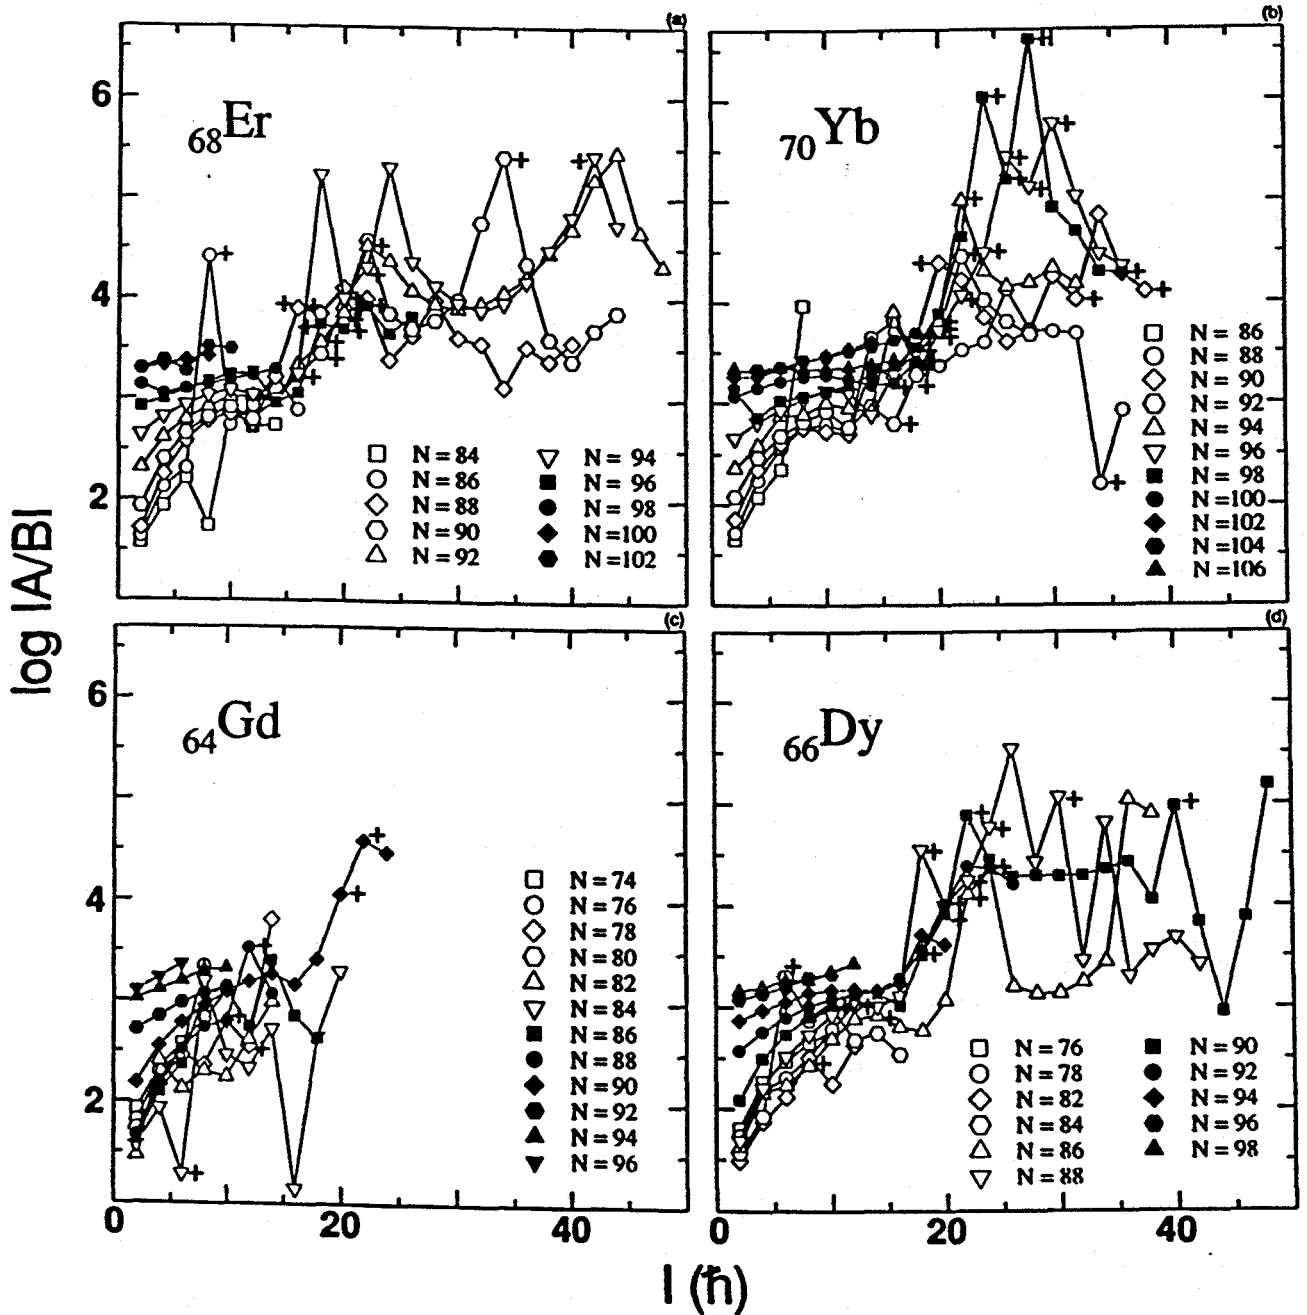 (a)
6
4
2
68Er
N = 84
N = 86
N = 88
N = 90
N = 92
N = 94
N = 96
N = 98
N = 100
N = 102
(b)
70Yb
N = 86
N = 88
N = 90
N = 92
N = 94
N = 96
N = 98
N = 100
N = 102
N = 104
N = 106
log |A/B|
(c)
6
4
2
64Gd
N = 74
N = 76
N = 78
N = 80
N = 82
N = 84
N = 86
N = 88
N = 90
N = 92
N = 94
N = 96
0
20
(d)
66Dy
N = 76
N = 78
N = 82
N = 84
N = 86
N = 88
N = 90
N = 92
N = 94
N = 96
N = 98
0
20
40
I (ħ)